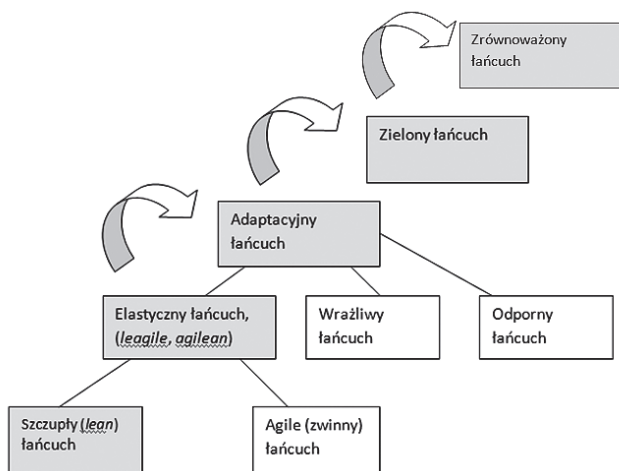 Zrównoważony
łańcuch
Zielony łańcuch
Adaptacyjny
łańcuch
Elastyczny łańcuch,
(leagile, agilean)
Wrażliwy
łańcuch
Odporny
łańcuch
Szczupły (lean)
łańcuch
Agile (zwinny)
łańcuch